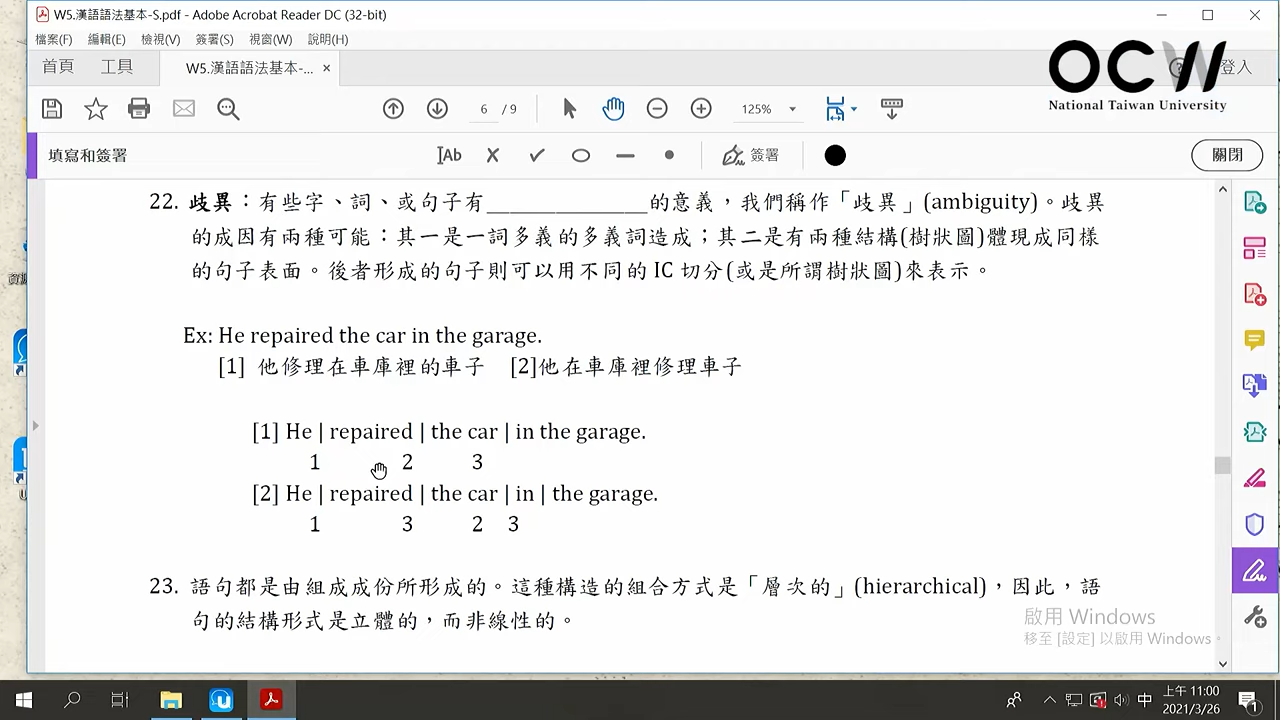 W5.漢語語法基本-S.pdf - Adobe Acrobat Reader DC (32-bit)
檔案(F) 編輯(E) 檢視(V) 簽署(S) 視窗(W) 說明(H)
首頁 工具 W5.漢語語法基本-... × 登入
OCW
National Taiwan University
6 / 9 125%
填寫和簽署 簽署 關閉
22. 歧異：有些字、詞、或句子有______________的意義，我們稱作「歧異」(ambiguity)。歧異
的成因有兩種可能：其一是一詞多義的多義詞造成；其二是有兩種結構(樹狀圖)體現成同樣
的句子表面。後者形成的句子則可以用不同的 IC 切分(或是所謂樹狀圖)來表示。
Ex: He repaired the car in the garage.
[1] 他修理在車庫裡的車子 [2]他在車庫裡修理車子
[1] He | repaired | the car | in the garage.
1 2 3
[2] He | repaired | the car | in | the garage.
1 3 2 3
23. 語句都是由組成成份所形成的。這種構造的組合方式是「層次的」(hierarchical)，因此，語
句的結構形式是立體的，而非線性的。
啟用 Windows
移至 [設定] 以啟用 Windows。
中 上午 11:00
2021/3/26